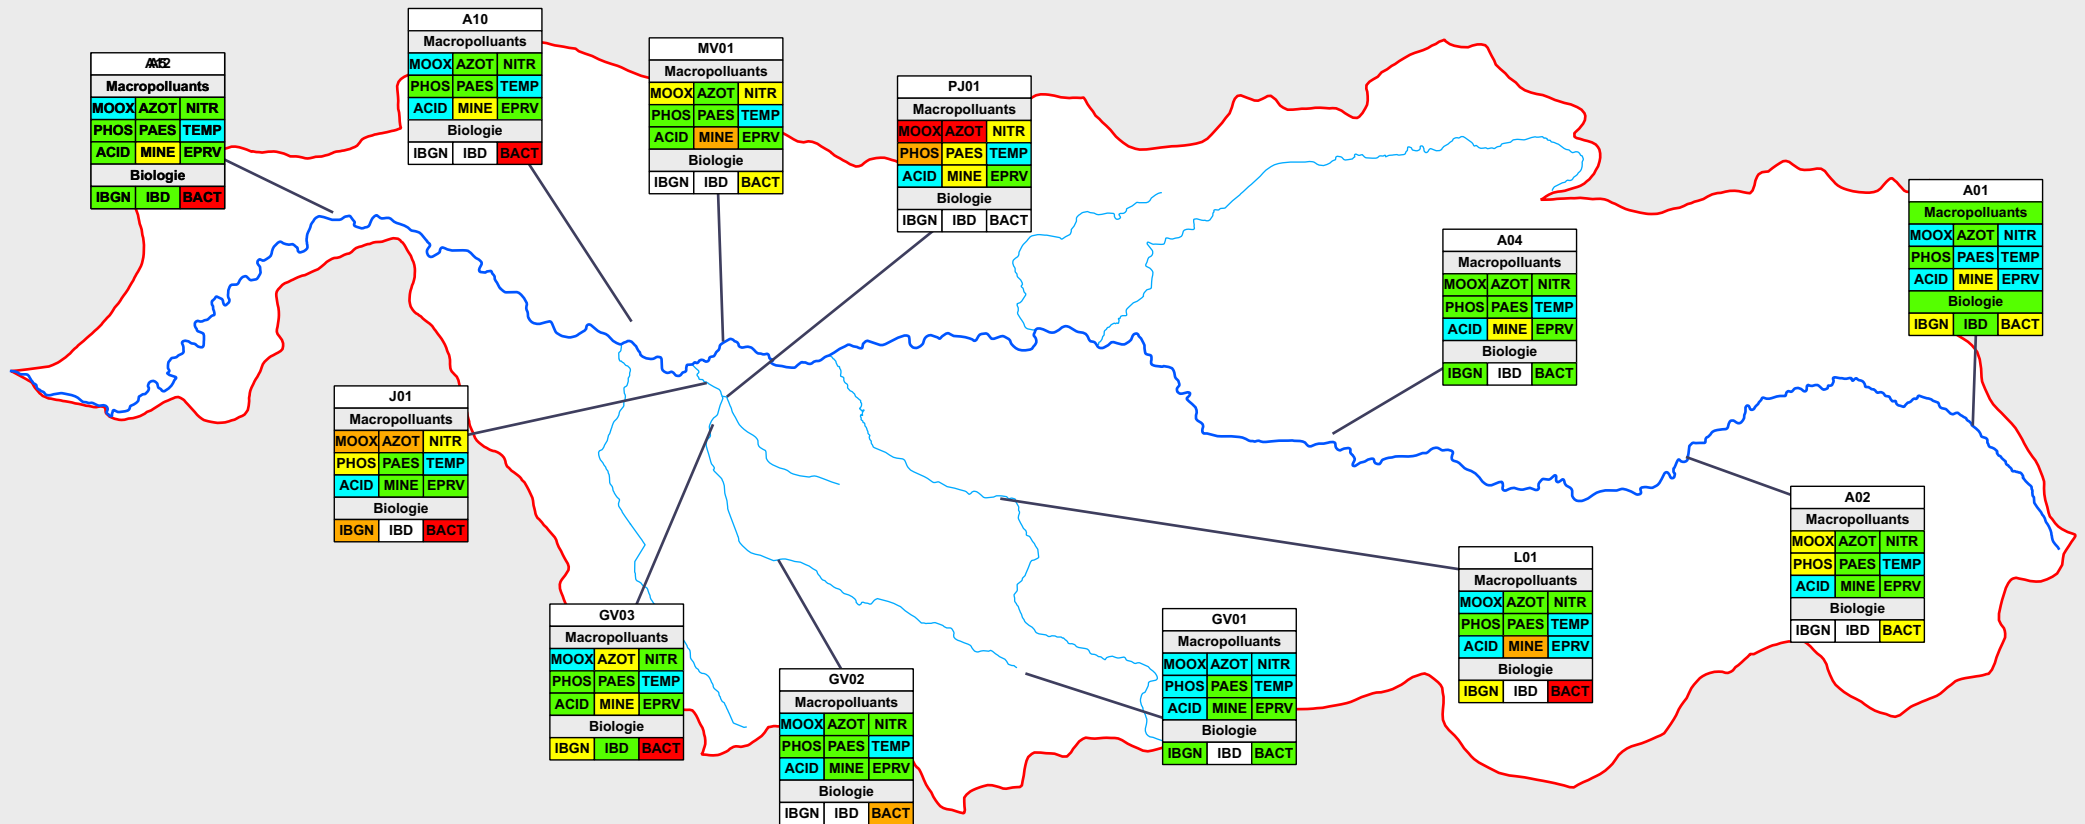 A10
Macropolluants
MOOX AZOT NITR
PHOS PAES TEMP
ACID MINE EPRV
Biologie
IBGN IBD BACT
MV01
Macropolluants
MOOX AZOT NITR
PHOS PAES TEMP
ACID MINE EPRV
Biologie
IBGN IBD BACT
Macropolluants
MOOX AZOT NITR
PHOS PAES TEMP
ACID MINE EPRV
Biologie
IBGN IBD BACT
PJ01
Macropolluants
MOOX AZOT NITR
PHOS PAES TEMP
ACID MINE EPRV
Biologie
IBGN IBD BACT
A01
Macropolluants
MOOX AZOT NITR
PHOS PAES TEMP
ACID MINE EPRV
Biologie
IBGN IBD BACT
A04
Macropolluants
MOOX AZOT NITR
PHOS PAES TEMP
ACID MINE EPRV
Biologie
IBGN IBD BACT
J01
Macropolluants
MOOX AZOT NITR
PHOS PAES TEMP
ACID MINE EPRV
Biologie
IBGN IBD BACT
A02
Macropolluants
MOOX AZOT NITR
PHOS PAES TEMP
ACID MINE EPRV
Biologie
IBGN IBD BACT
L01
Macropolluants
MOOX AZOT NITR
PHOS PAES TEMP
ACID MINE EPRV
Biologie
IBGN IBD BACT
GV03
Macropolluants
MOOX AZOT NITR
PHOS PAES TEMP
ACID MINE EPRV
Biologie
IBGN IBD BACT
GV01
Macropolluants
MOOX AZOT NITR
PHOS PAES TEMP
ACID MINE EPRV
Biologie
IBGN IBD BACT
GV02
Macropolluants
MOOX AZOT NITR
PHOS PAES TEMP
ACID MINE EPRV
Biologie
IBGN IBD BACT